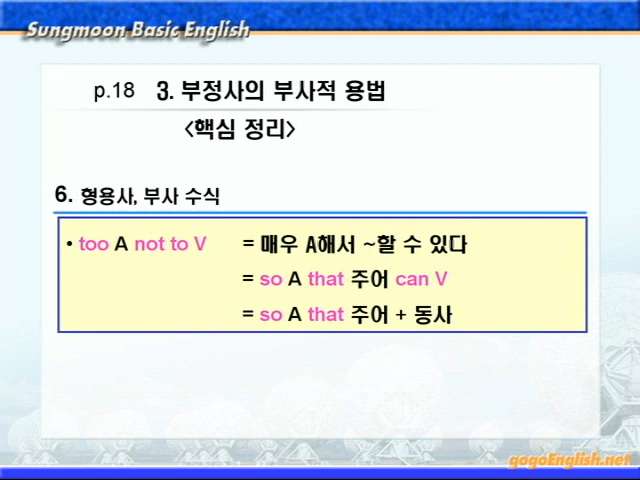 Sungmoon Basic English
p.18 3. 부정사의 부사적 용법
<핵심 정리>
6. 형용사, 부사 수식
• too A not to V = 매우 A해서 ~할 수 있다
= so A that 주어 can V
= so A that 주어 + 동사
gogoEnglish.net